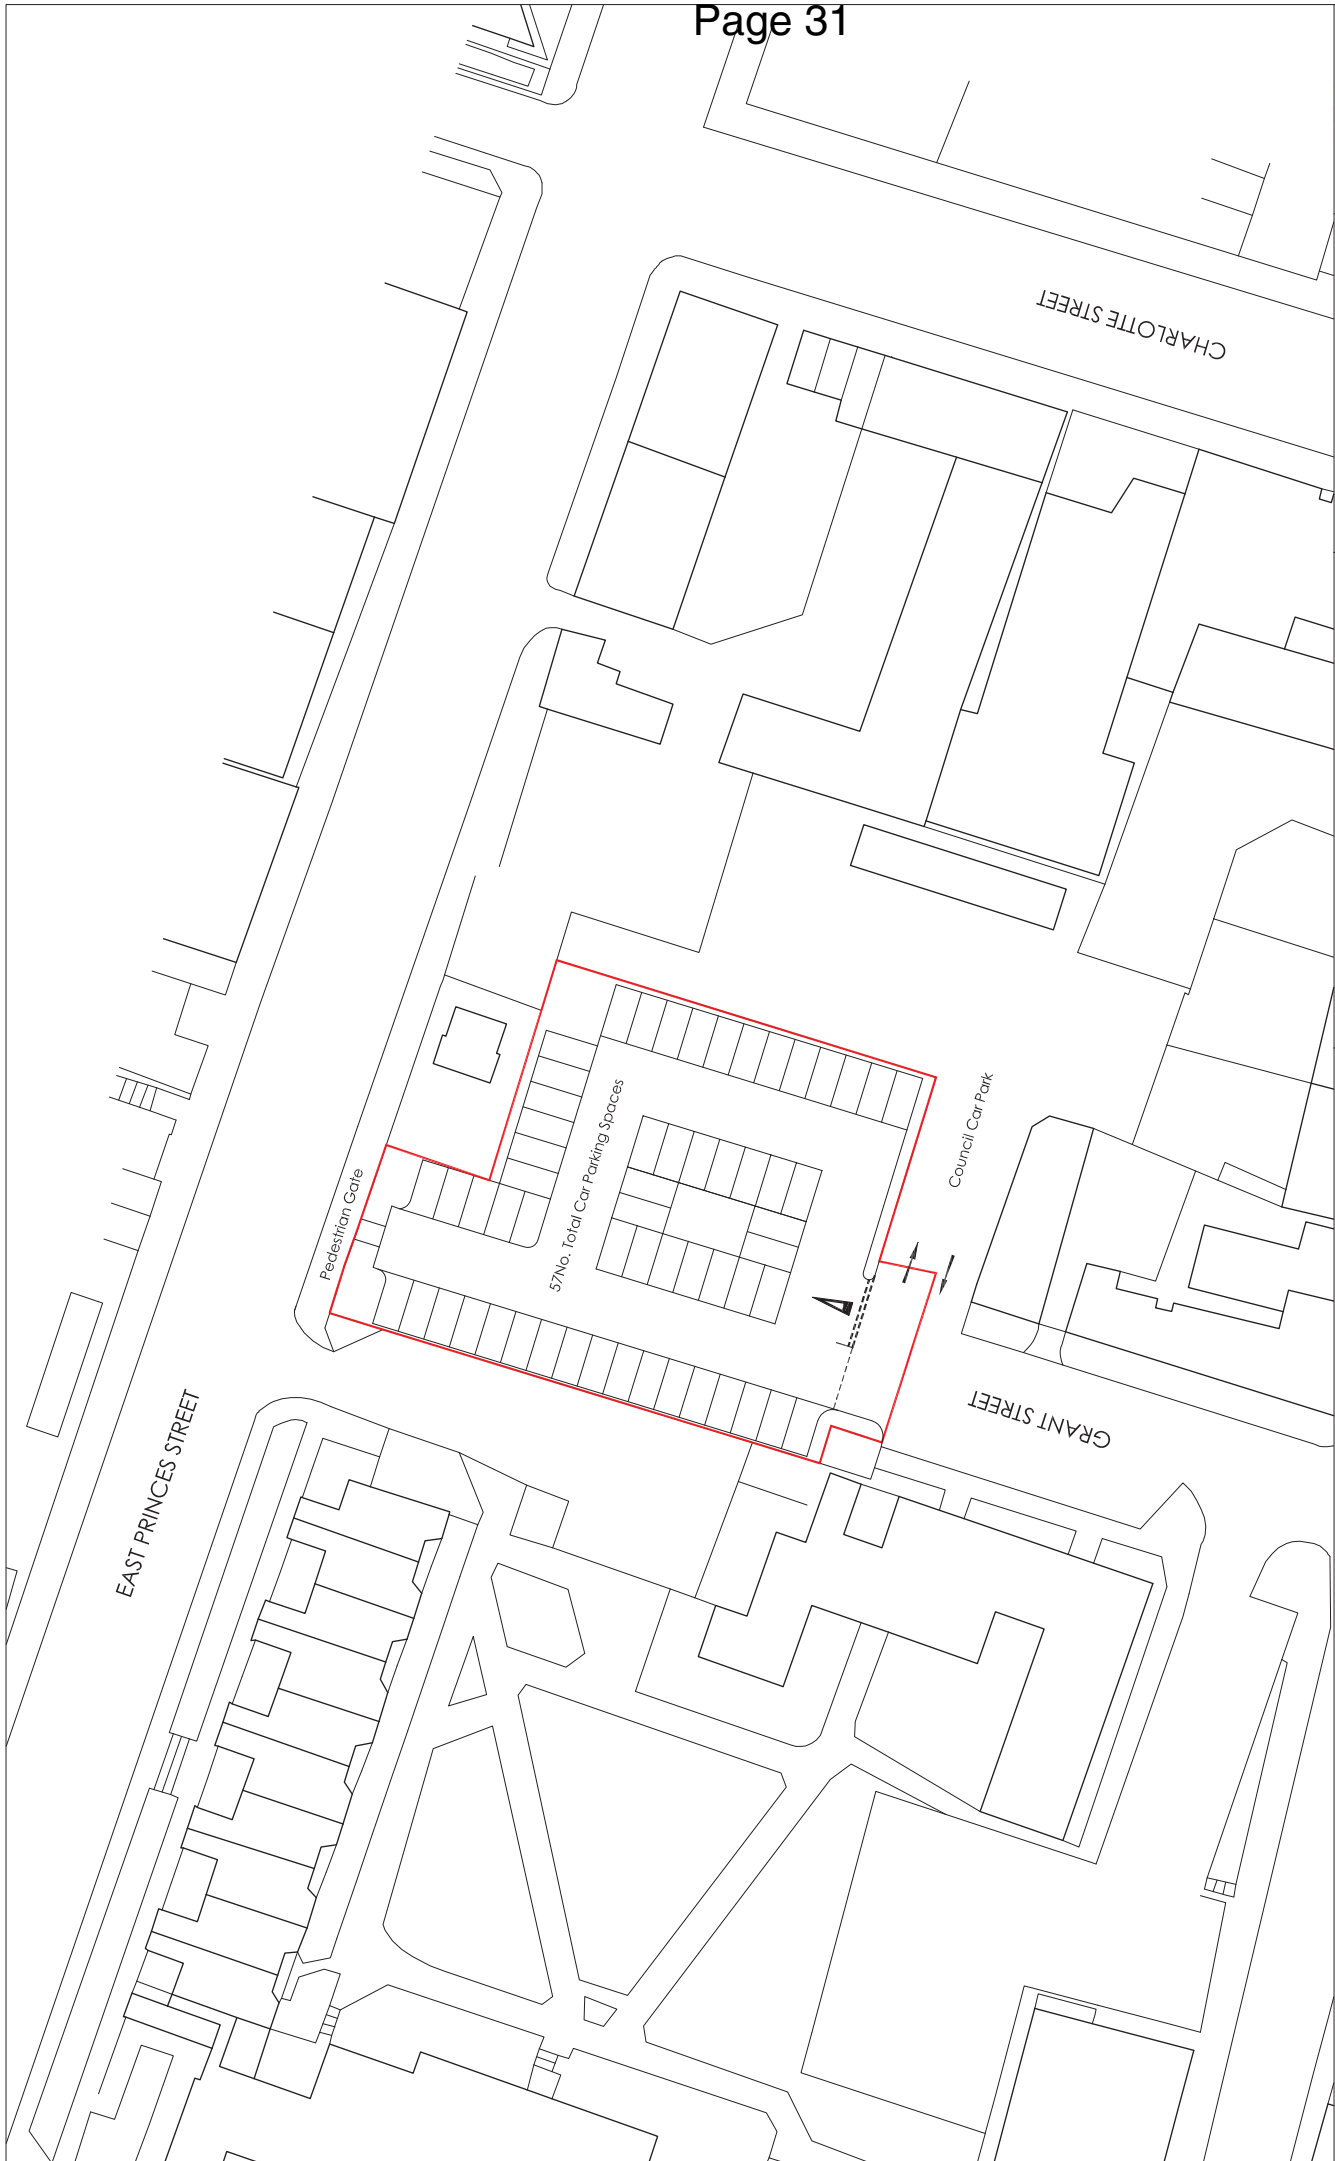 Page 31
CHARLOTTE STREET
Council Car Park
57No. Total Car Parking Spaces
Pedestrian Gate
GRANT STREET
EAST PRINCES STREET